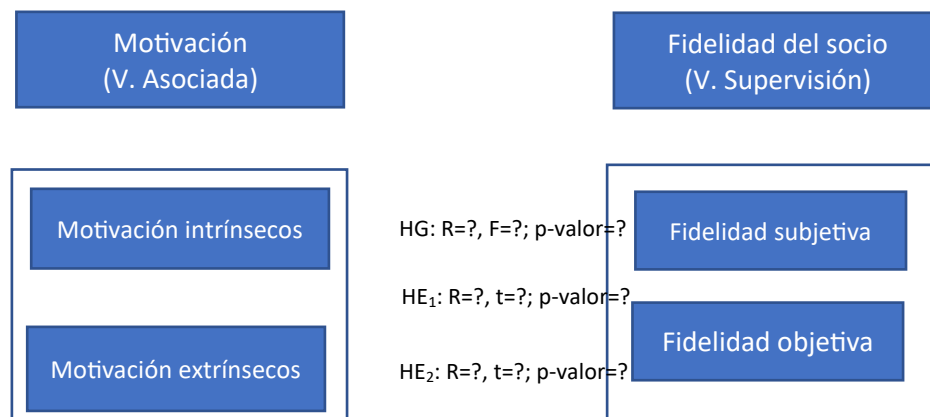 Motivación
(V. Asociada)
Fidelidad del socio
(V. Supervisión)
Motivación intrínsecos
HG: R=?, F=?; p-valor=?
Fidelidad subjetiva
HE₁: R=?, t=?; p-valor=?
Fidelidad objetiva
Motivación extrínsecos
HE₂: R=?, t=?; p-valor=?